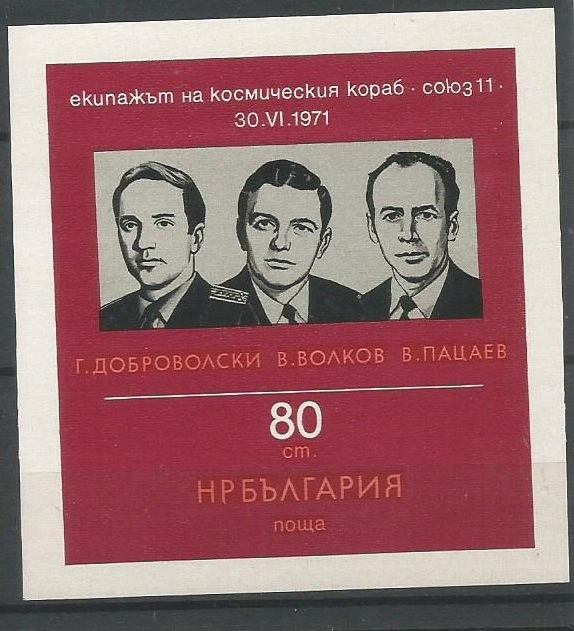 екипажът на космическия кораб · союз 11 ·
30.VI.1971
Г.ДОБРОВОЛСКИ В.ВОЛКОВ В.ПАЦАЕВ
80
ст.
НРБЪЛГАРИЯ
поща